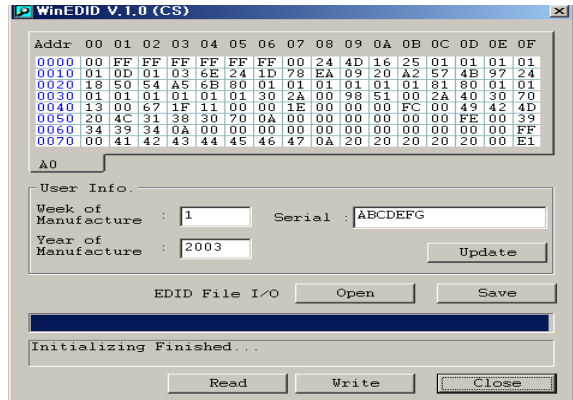 WinEDID V.1.0 (CS)
Addr 00 01 02 03 04 05 06 07 08 09 0A 0B 0C 0D 0E 0F
0000 00 FF FF FF FF FF FF 00 24 4D 16 25 01 01 01 01
0010 01 0D 01 03 6E 24 1D 78 EA 09 20 A2 57 4B 97 24
0020 18 50 54 A5 6B 80 01 01 01 01 01 01 81 80 01 01
0030 01 01 01 01 01 01 30 2A 00 98 51 00 2A 40 30 70
0040 13 00 67 1F 11 00 00 1E 00 00 00 FC 00 49 42 4D
0050 20 4C 31 38 30 70 0A 00 00 00 00 00 00 FE 00 39
0060 34 39 34 0A 00 00 00 00 00 00 00 00 00 00 00 FF
0070 00 41 42 43 44 45 46 47 0A 20 20 20 20 20 00 E1
A0
User Info.
Week of Manufacture : 1 Serial : ABCDEFG
Year of Manufacture : 2003 Update
EDID File I/O Open Save
Initializing Finished...
Read Write Close